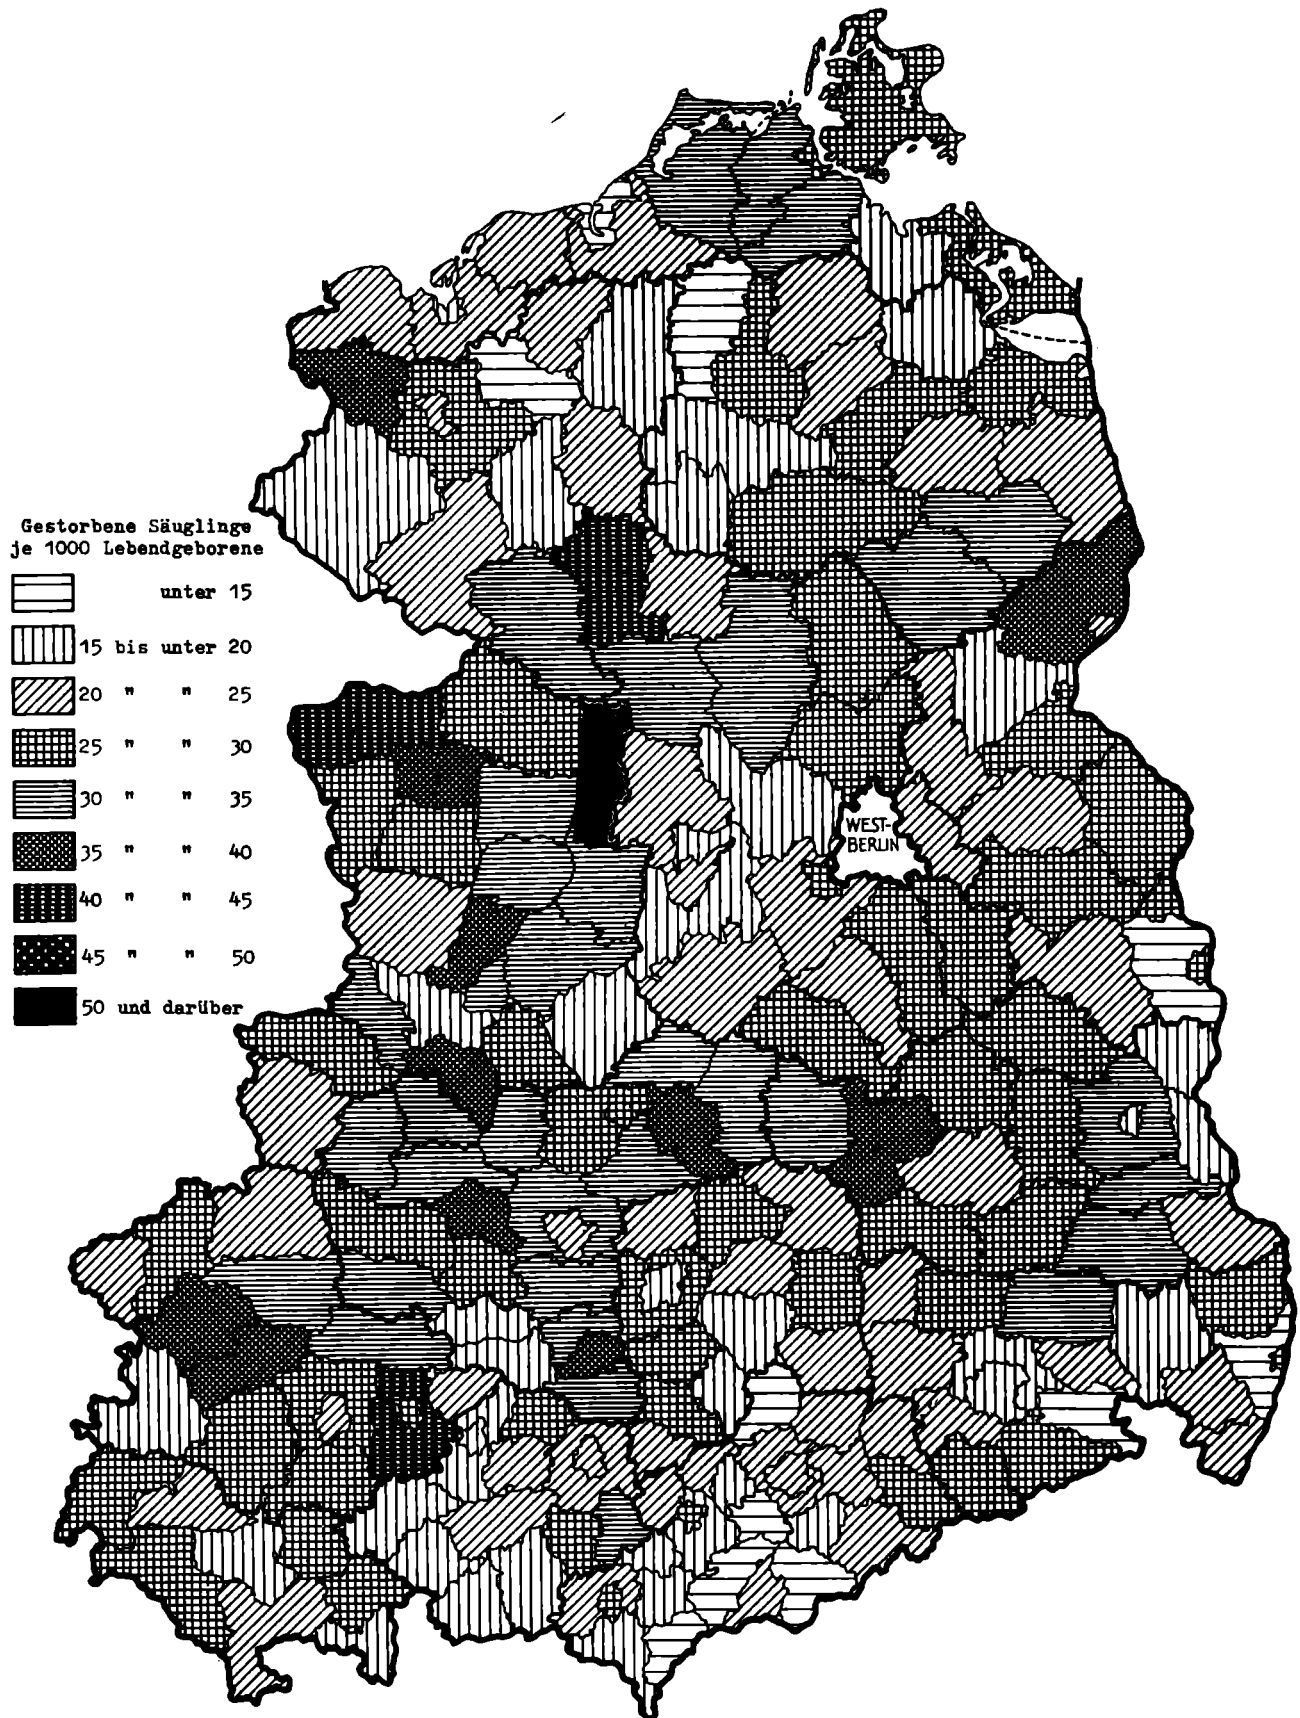 Gestorbene Säuglinge
je 1000 Lebendgeborene
unter 15
15 bis unter 20
20 " " 25
25 " " 30
30 " " 35
35 " " 40
40 " " 45
45 " " 50
50 und darüber
WEST-
BERLIN